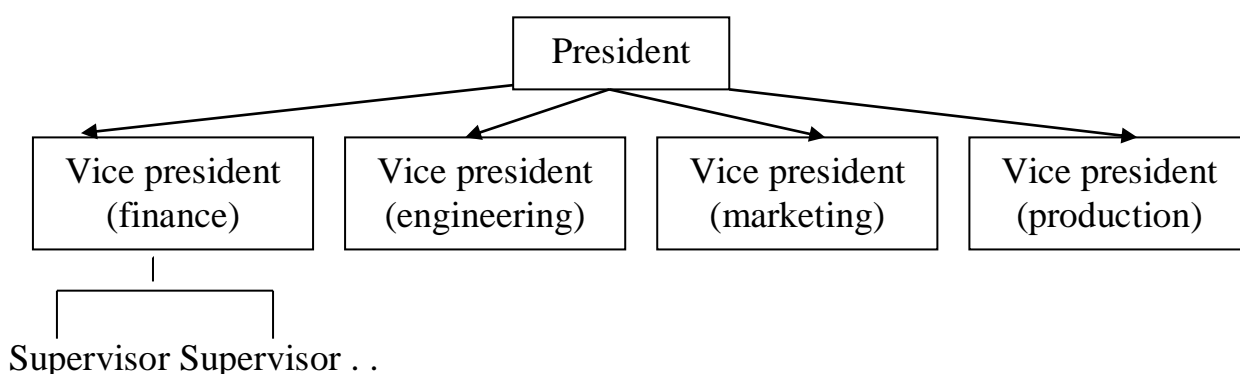 President
Vice president
(finance)
Vice president
(engineering)
Vice president
(marketing)
Vice president
(production)
Supervisor Supervisor . .